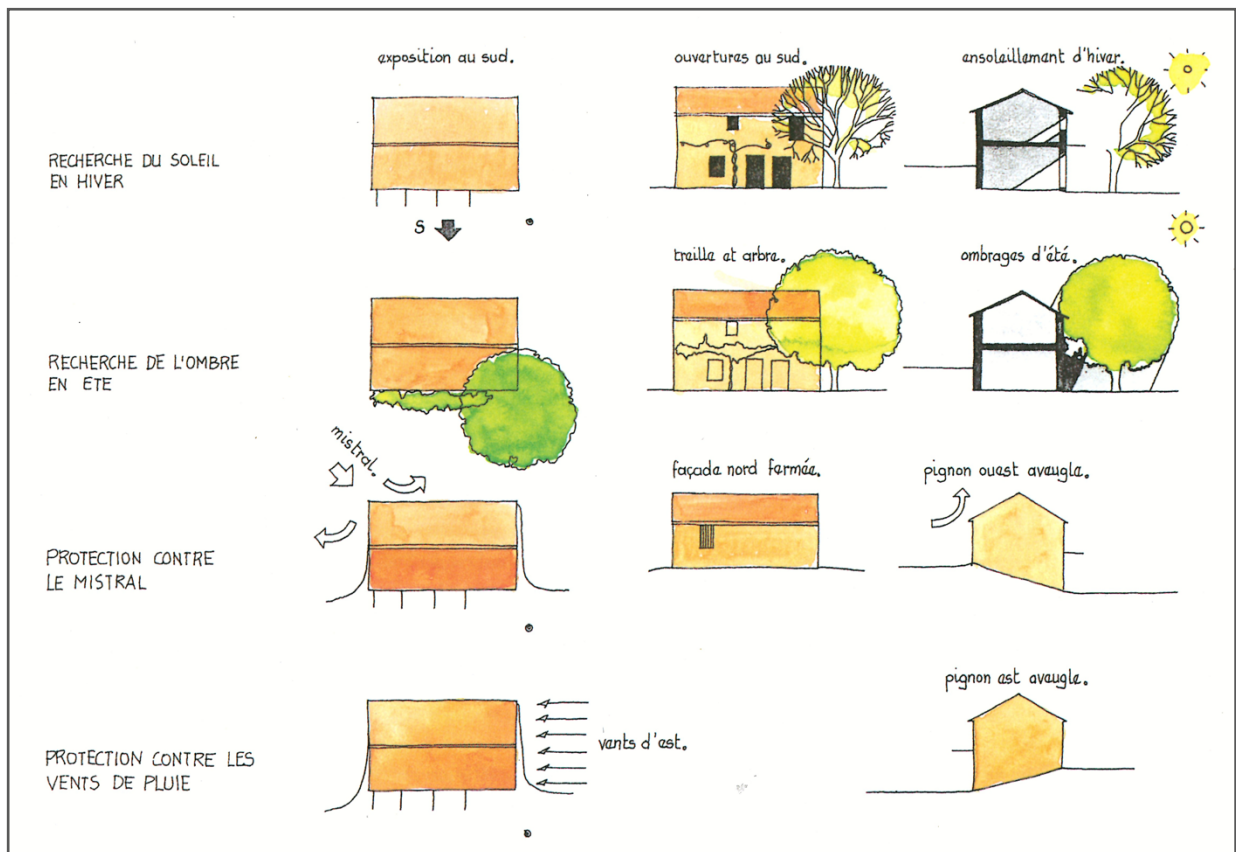 exposition au sud.
ouvertures au sud.
ensoleillement d'hiver.
RECHERCHE DU SOLEIL
EN HIVER
S
treille et arbre.
ombrages d'été.
RECHERCHE DE L'OMBRE
EN ETE
mistral.
façade nord fermée.
pignon ouest aveugle.
PROTECTION CONTRE
LE MISTRAL
pignon est aveugle.
vents d'est.
PROTECTION CONTRE LES
VENTS DE PLUIE